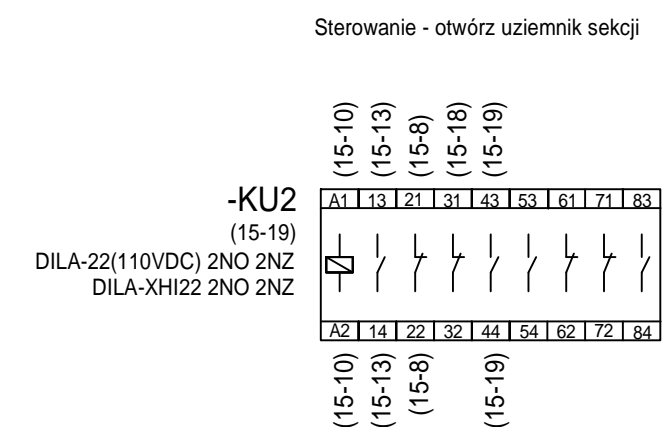 Sterowanie - otwórz uziemnik sekcji
(15-10) (15-13) (15-8) (15-18) (15-19)
-KU2
A1 13 21 31 43 53 61 71 83
(15-19)
DILA-22(110VDC) 2NO 2NZ
DILA-XHI22 2NO 2NZ
A2 14 22 32 44 54 62 72 84
(15-10) (15-13) (15-8) (15-19)